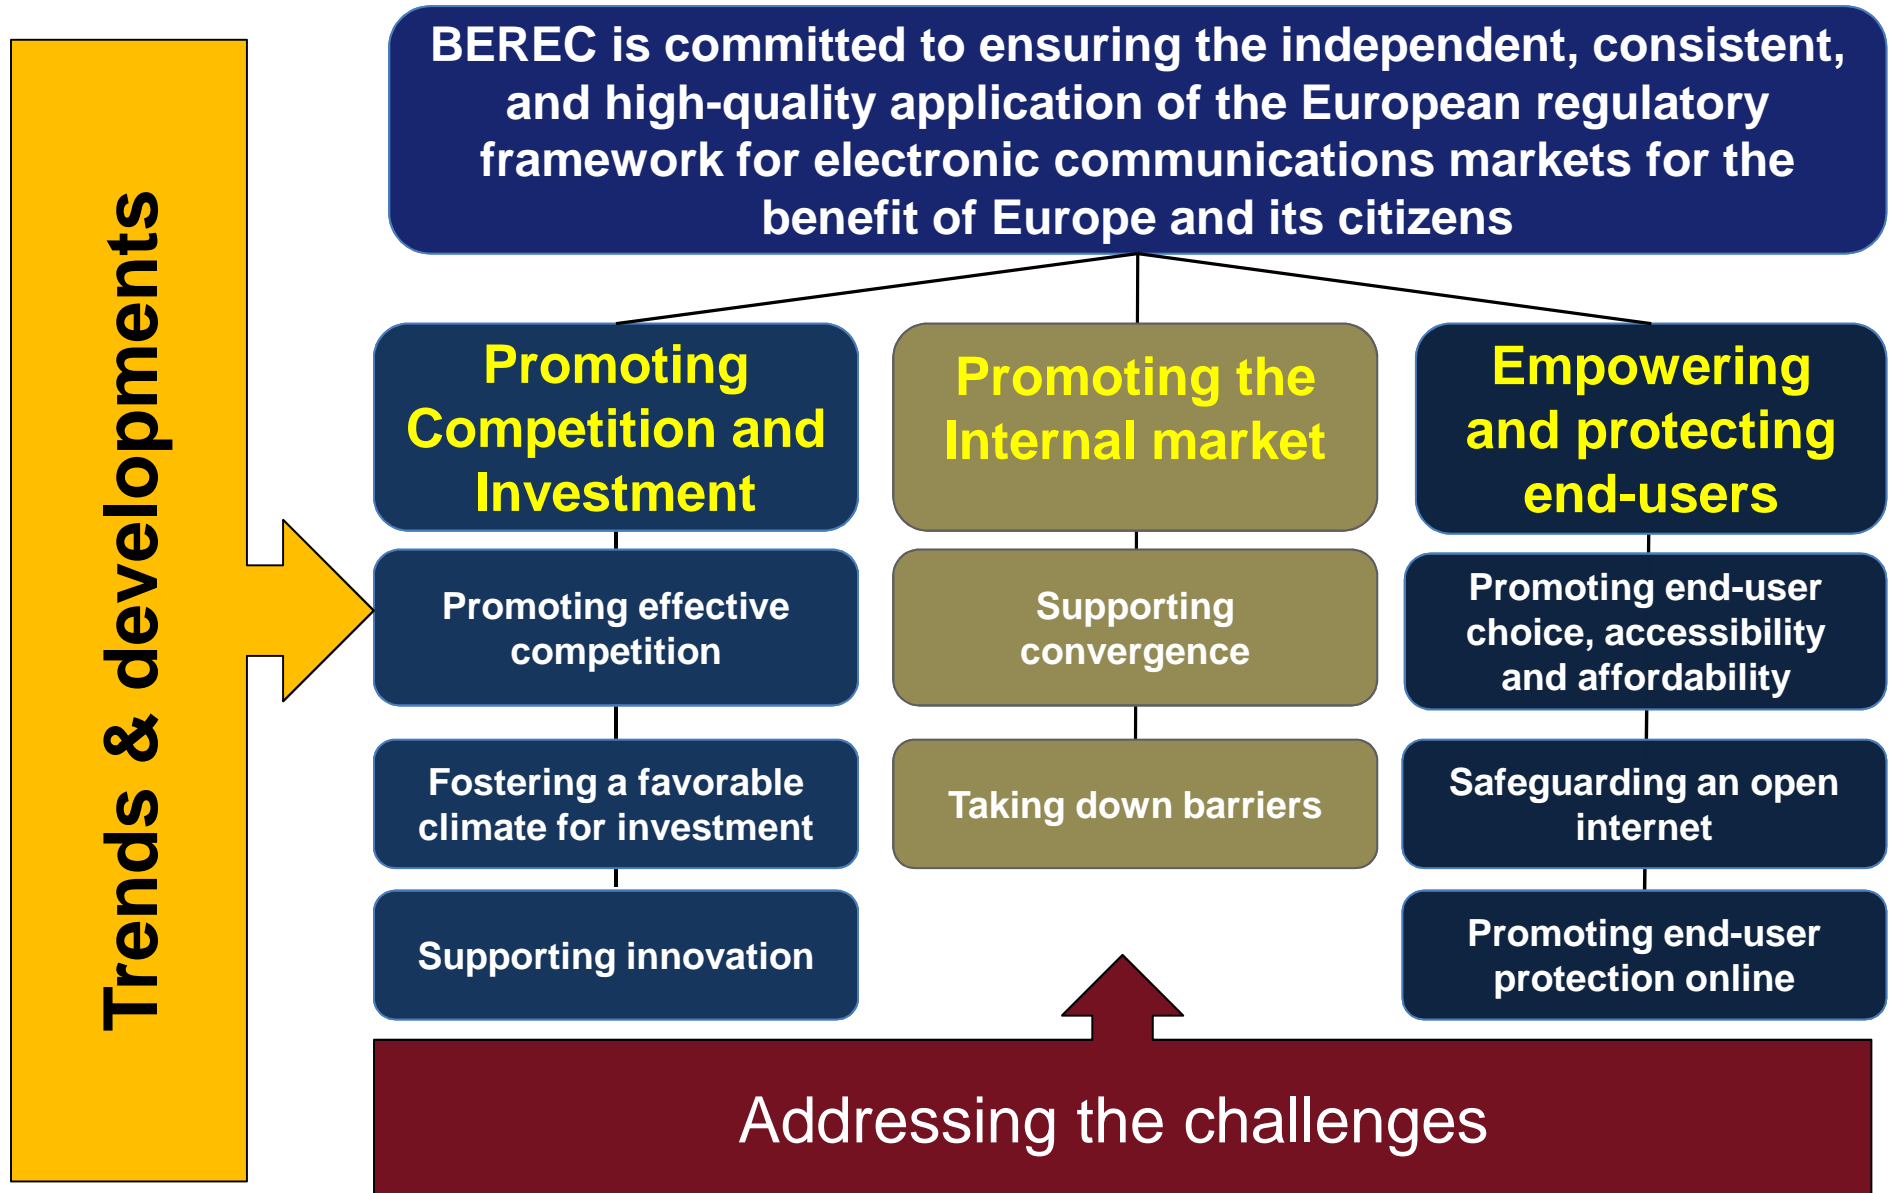 BEREC is committed to ensuring the independent, consistent,
and high-quality application of the European regulatory
framework for electronic communications markets for the
benefit of Europe and its citizens
Trends & developments
Promoting
Competition and
Investment
Promoting effective
competition
Fostering a favorable
climate for investment
Supporting innovation
Promoting the
Internal market
Supporting
convergence
Taking down barriers
Empowering
and protecting
end-users
Promoting end-user
choice, accessibility
and affordability
Safeguarding an open
internet
Promoting end-user
protection online
Addressing the challenges